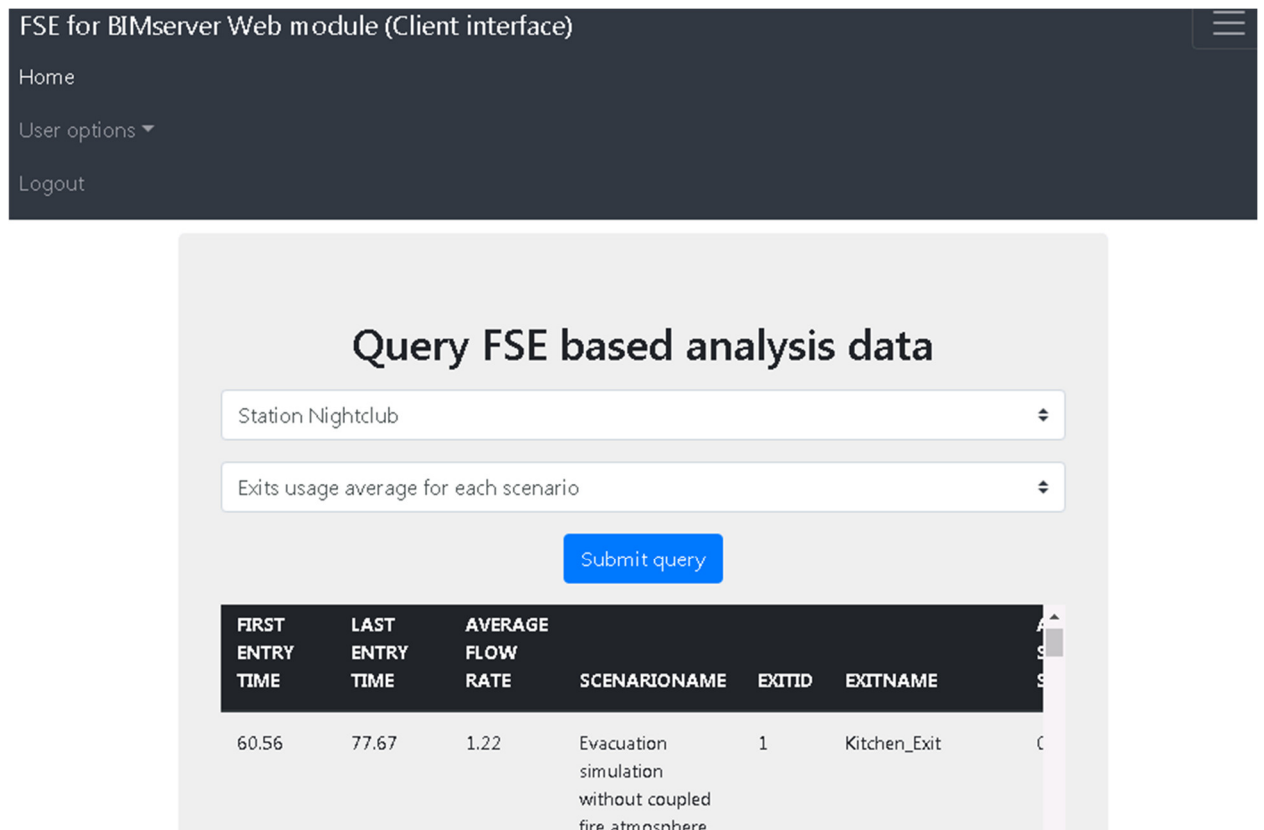 FSE for BIMserver Web module (Client interface)
Home
User options
Logout
Query FSE based analysis data
Station Nightclub
Exits usage average for each scenario
Submit query
FIRST ENTRY TIME LAST ENTRY TIME AVERAGE FLOW RATE SCENARIONAME EXITID EXITNAME
60.56 77.67 1.22 Evacuation 1 Kitchen_Exit
simulation
without coupled
fire atmosphere